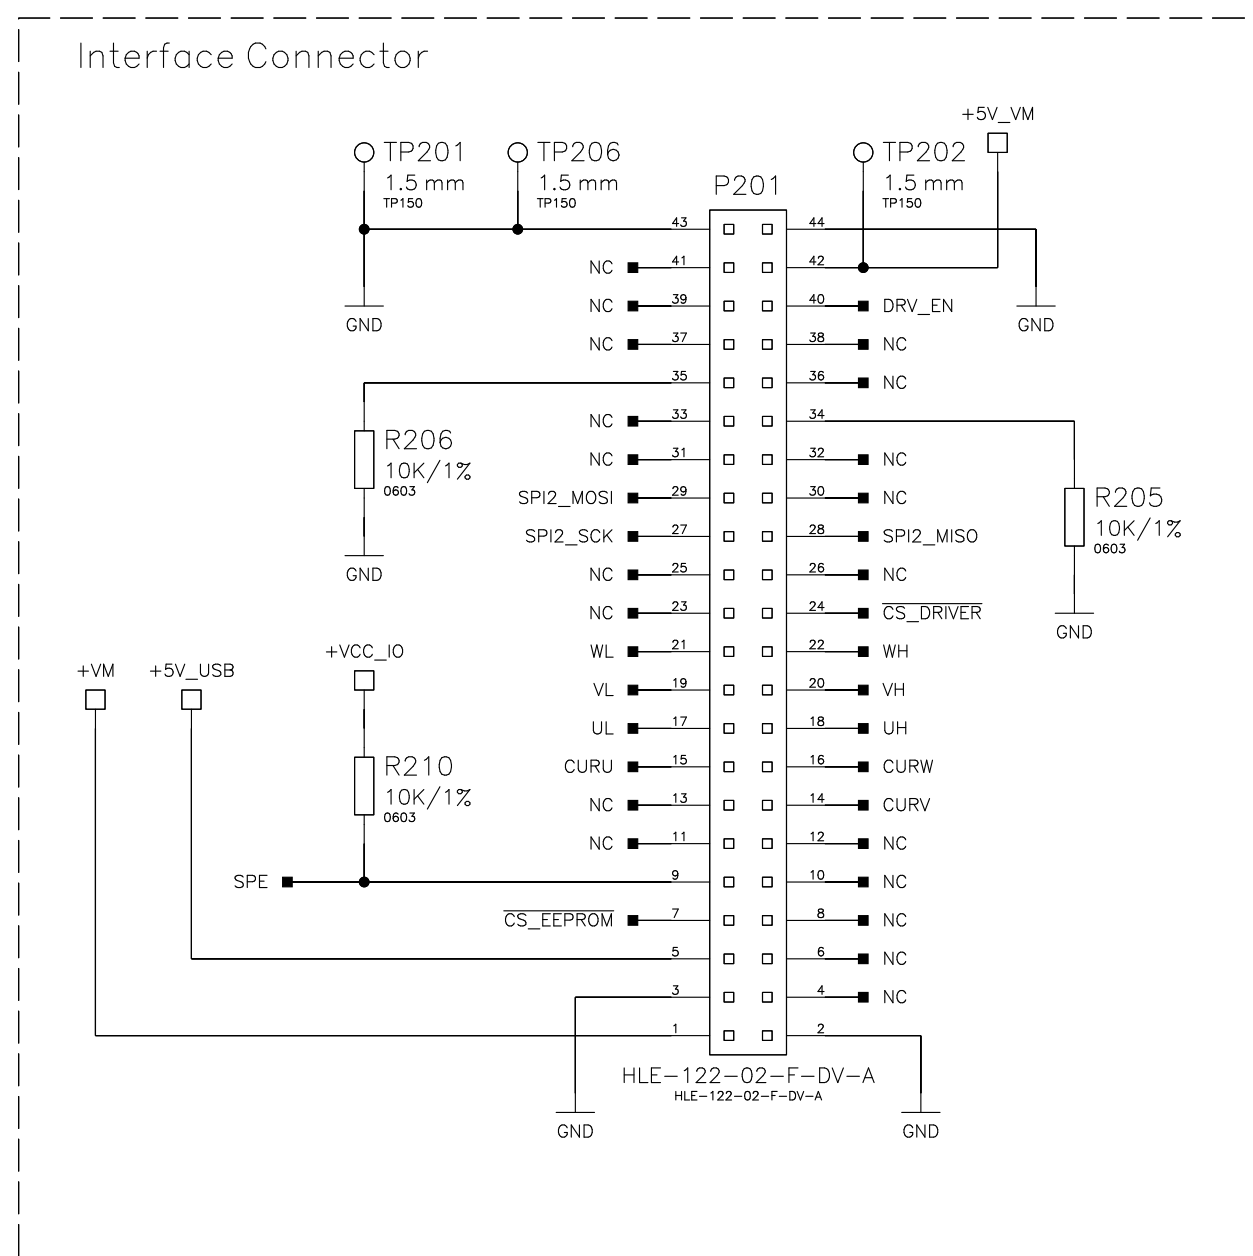 Interface Connector
+5V_VM
TP201
1.5 mm
TP150
TP206
1.5 mm
TP150
TP202
1.5 mm
TP150
P201
43 44
NC 41 42
NC 39 40 DRV_EN
GND GND
NC 37 38 NC
35 36 NC
NC 33 34
R206
10K/1%
0603
NC 31 32 NC
SPI2_MOSI 29 30 NC
R205
10K/1%
0603
SPI2_SCK 27 28 SPI2_MISO
GND
NC 25 26 NC
NC 23 24 CS_DRIVER
GND
WL 21 22 WH
+VM +5V_USB +VCC_IO
VL 19 20 VH
UL 17 18 UH
R210
10K/1%
0603
CURU 15 16 CURW
NC 13 14 CURV
NC 11 12 NC
SPE 9 10 NC
CS_EEPROM 7 8 NC
5 6 NC
3 4 NC
1 2
HLE-122-02-F-DV-A
HLE-122-02-F-DV-A
GND GND